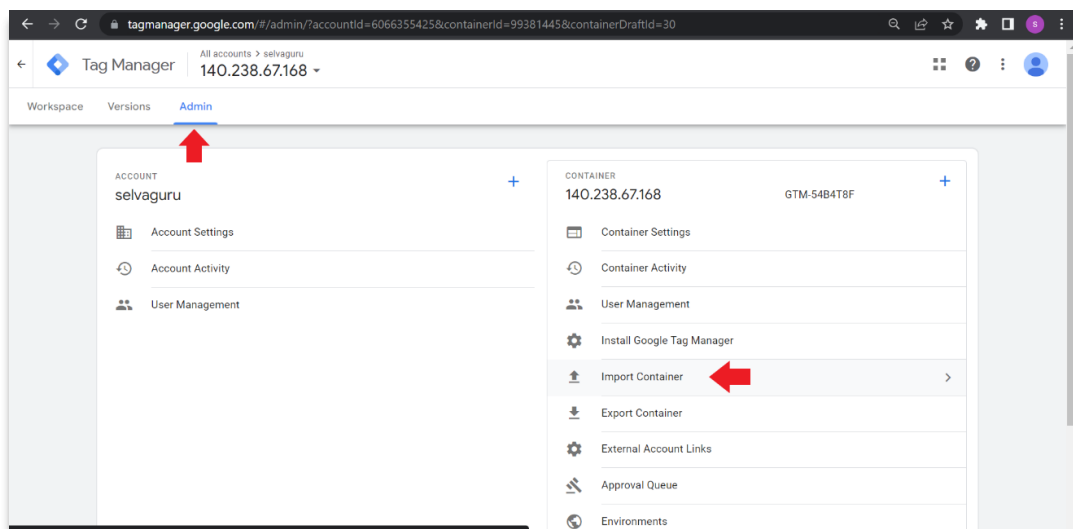 tagmanager.google.com/#/admin/?accountId=6066355425&containerId=99381445&containerDraftId=30
S
All accounts > selvaguru
Tag Manager
140.238.67.168
Workspace Versions Admin
ACCOUNT
selvaguru
Account Settings
Account Activity
User Management
CONTAINER
140.238.67.168 GTM-54B4T8F
Container Settings
Container Activity
User Management
Install Google Tag Manager
Import Container
Export Container
External Account Links
Approval Queue
Environments